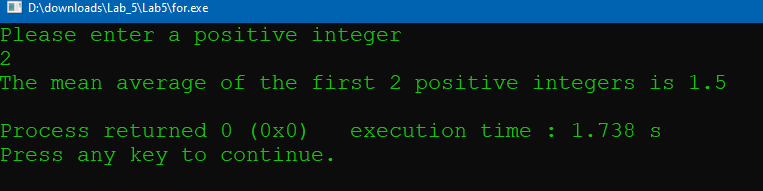 D:\downloads\Lab_5\Lab5\for.exe
Please enter a positive integer
2
The mean average of the first 2 positive integers is 1.5
Process returned 0 (0x0)   execution time : 1.738 s
Press any key to continue.